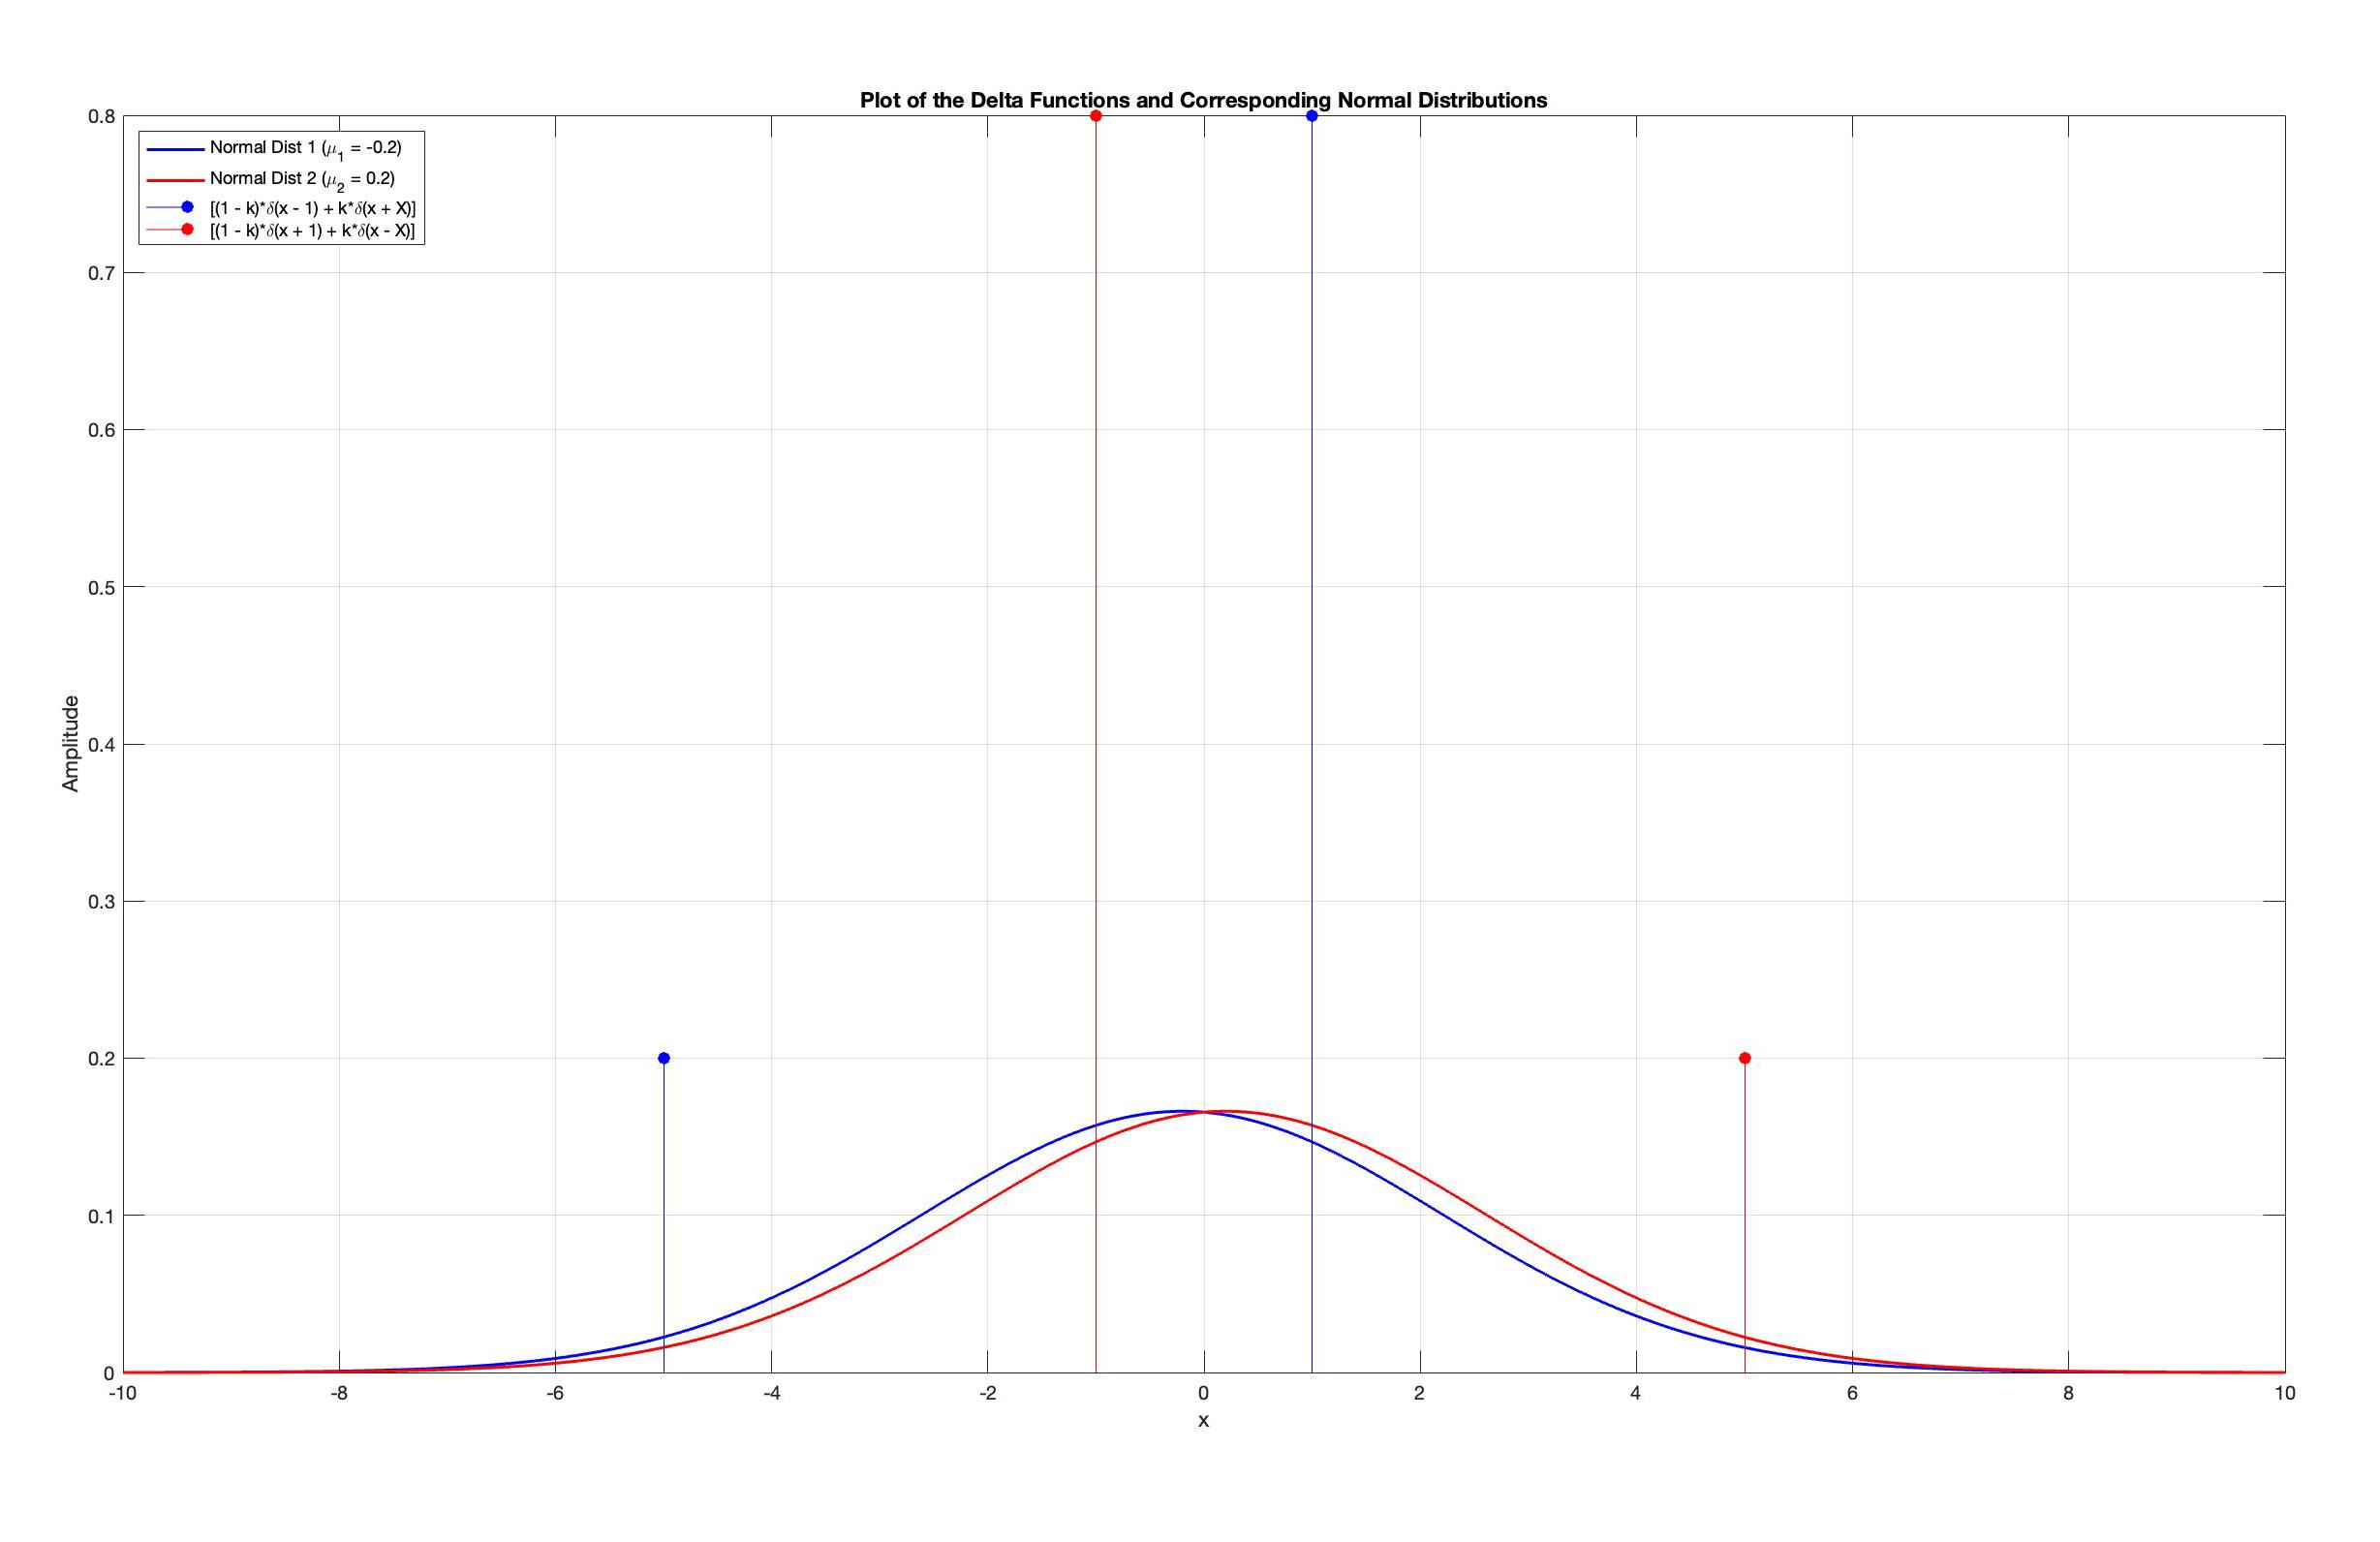 Plot of the Delta Functions and Corresponding Normal Distributions
Normal Dist 1 (μ1 = -0.2)
Normal Dist 2 (μ2 = 0.2)
[(1 - k)*δ(x - 1) + k*δ(x + X)]
[(1 - k)*δ(x + 1) + k*δ(x - X)]
0.8
0.7
0.6
0.5
0.4
0.3
0.2
0.1
0
Amplitude
-10 -8 -6 -4 -2 0 2 4 6 8 10
x